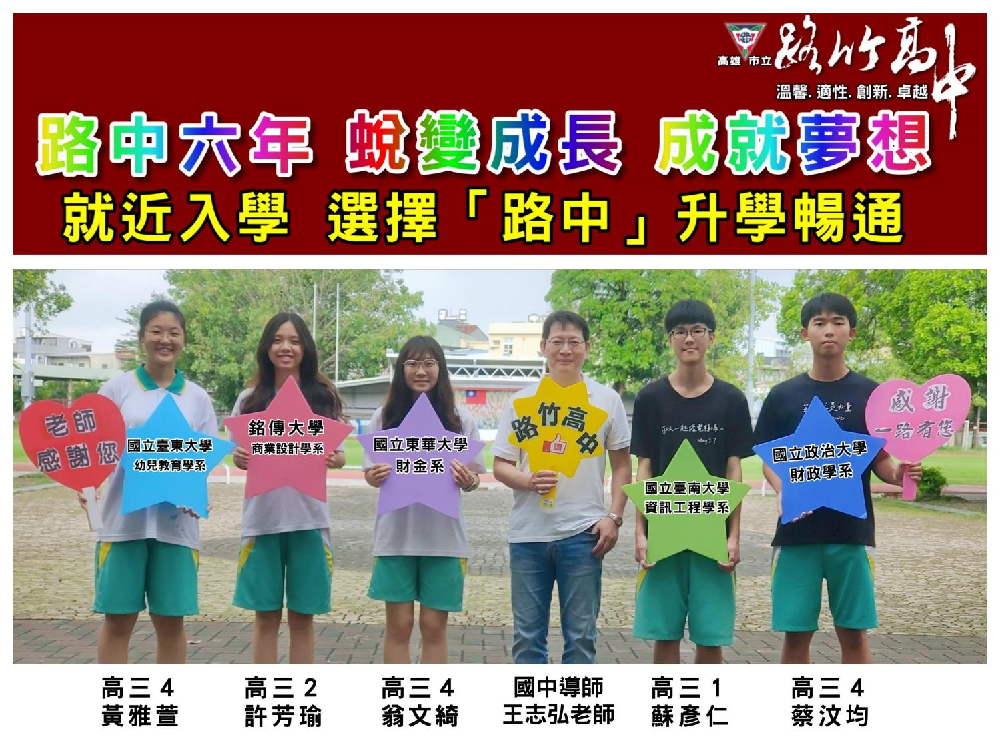 高雄市立 路竹高中
溫馨.適性.創新.卓越
路中六年 蛻變成長 成就夢想
就近入學 選擇「路中」升學暢通
老師
感謝您
國立臺東大學
幼兒教育學系
銘傳大學
商業設計學系
國立東華大學
財金系
路竹高中
讚
國立臺南大學
資訊工程學系
May I ?
是力量
國立政治大學
財政學系
感謝
一路有您
高三4
黃雅萱
高三2
許芳瑜
高三4
翁文綺
國中導師
王志弘老師
高三1
蘇彥仁
高三4
蔡汶均